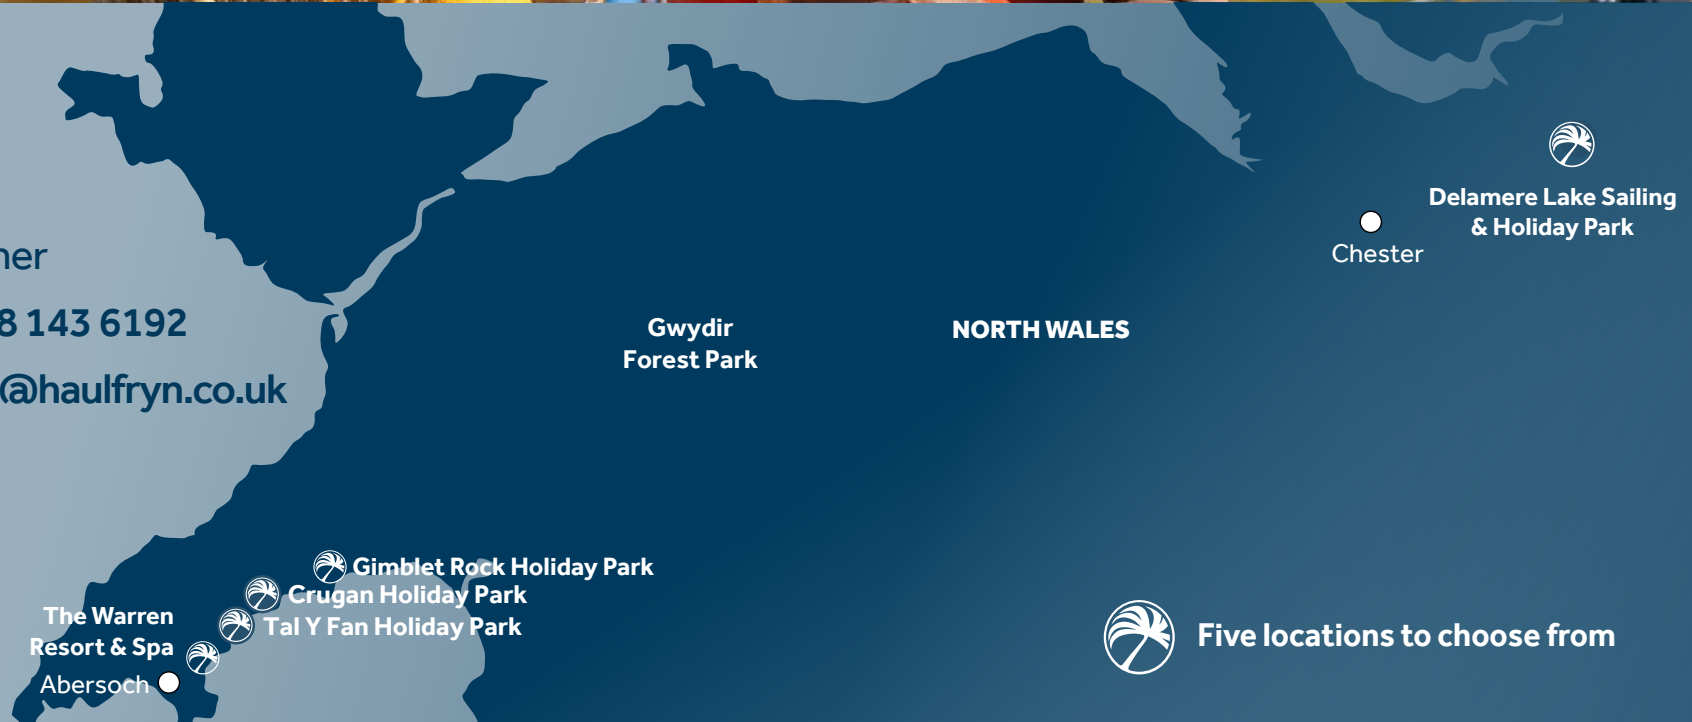 Delamere Lake Sailing
& Holiday Park
Chester
8 143 6192
@haulfryn.co.uk
Gwydir
Forest Park
NORTH WALES
Gimblet Rock Holiday Park
Crugan Holiday Park
Tal Y Fan Holiday Park
The Warren
Resort & Spa
Abersoch
Five locations to choose from